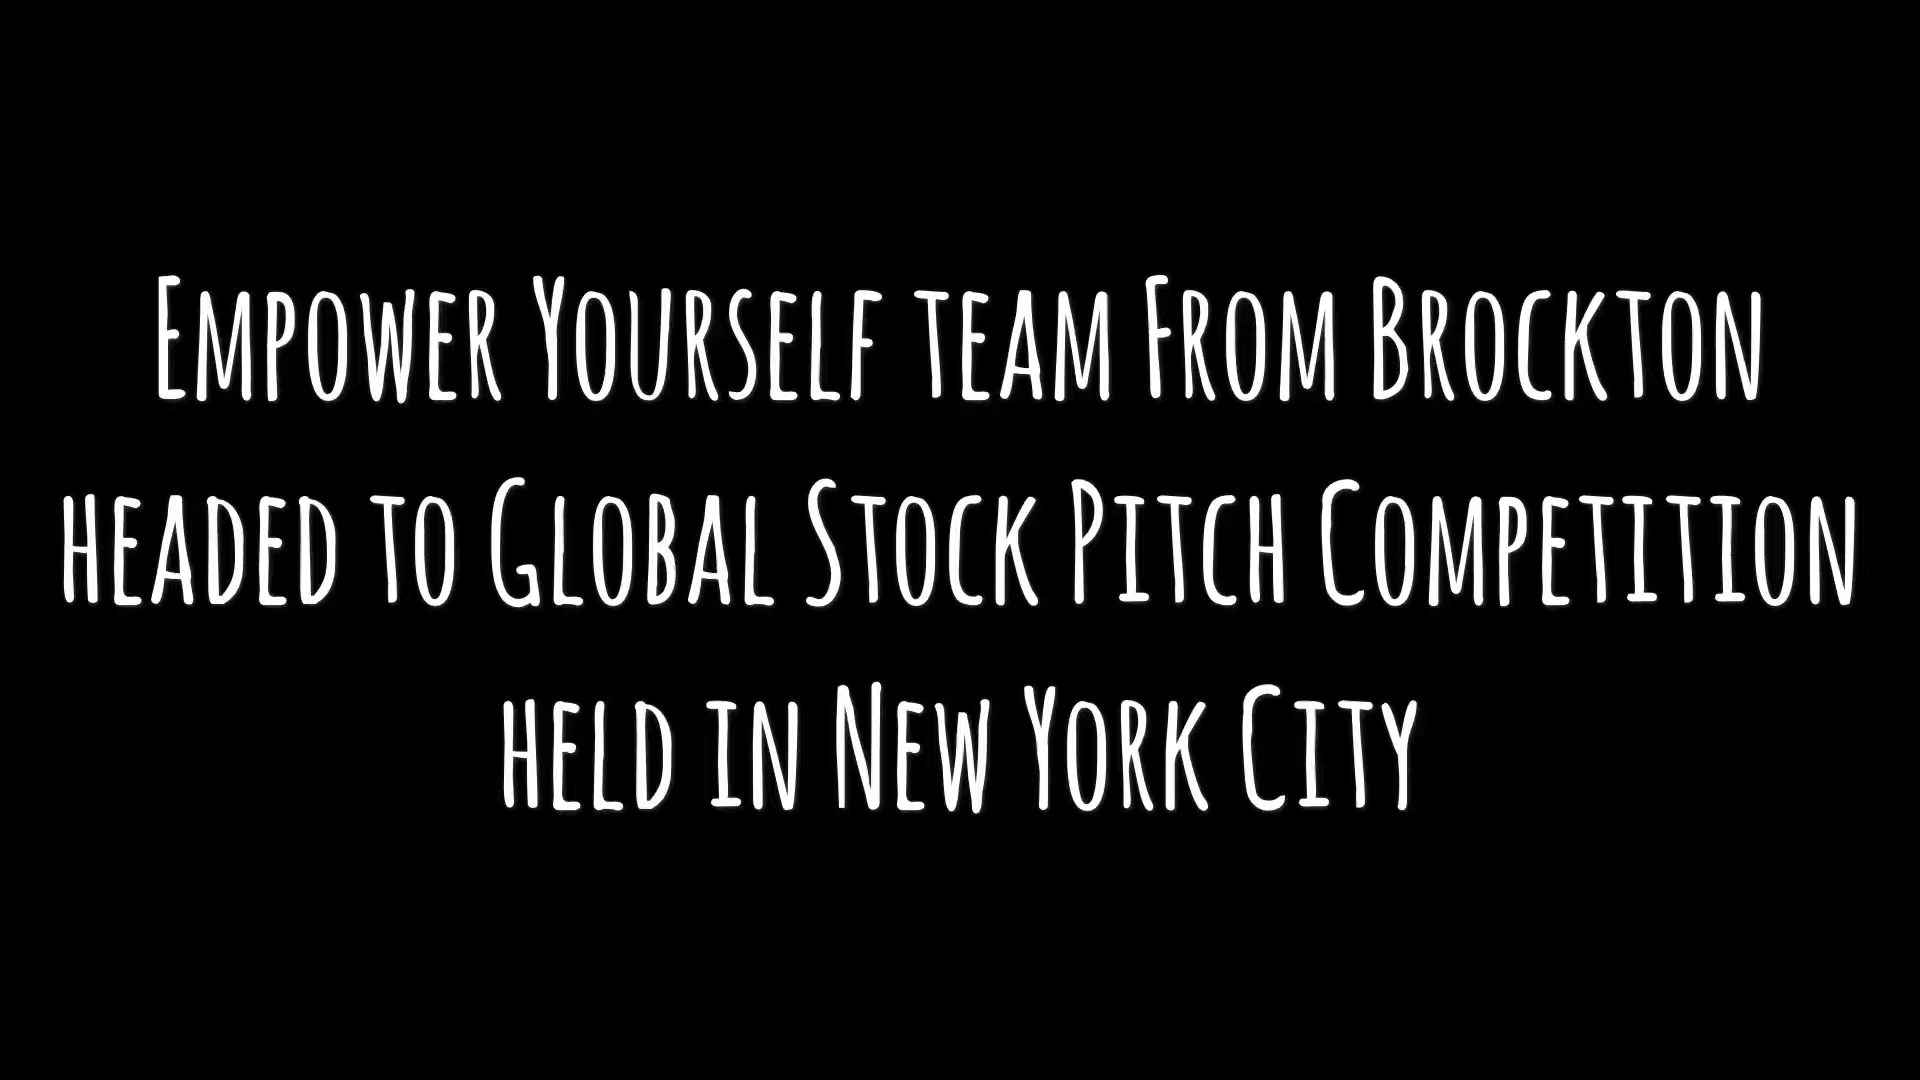 Empower Yourself team From Brockton
headed to Global Stock Pitch Competition
held in New York City